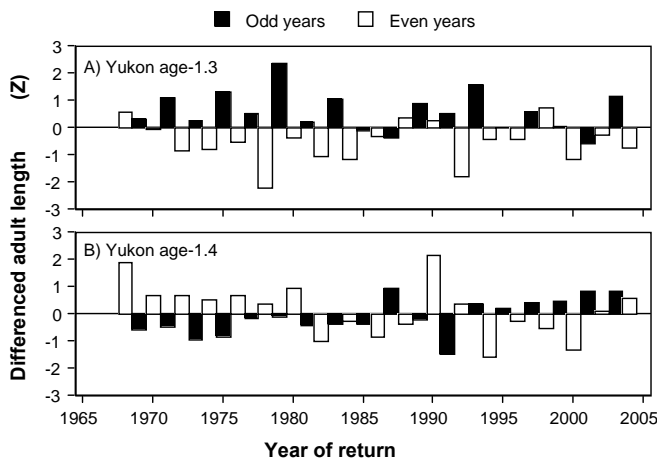 Odd years Even years
3
2
1
0
-1
-2
-3
A) Yukon age-1.3
3
2
1
0
-1
-2
-3
B) Yukon age-1.4
1965 1970 1975 1980 1985 1990 1995 2000 2005
Year of return
Differenced adult length (Z)